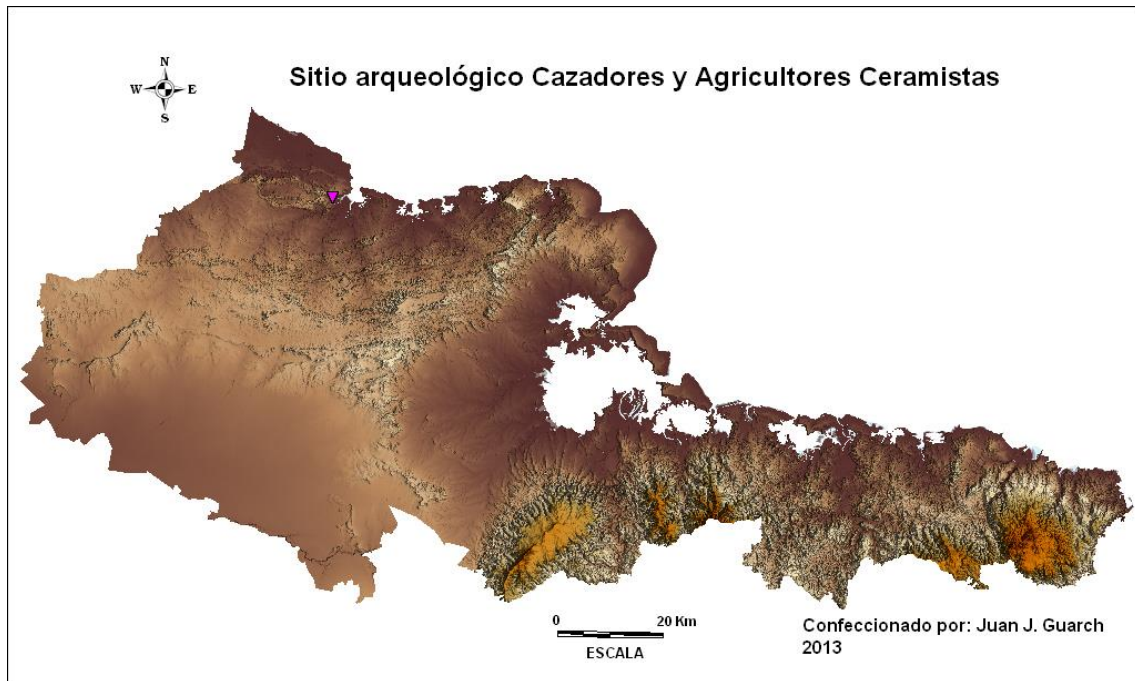 Sitio arqueológico Cazadores y Agricultores Ceramistas
N
W E
S
0 20 Km
ESCALA
Confeccionado por: Juan J. Guarch
2013